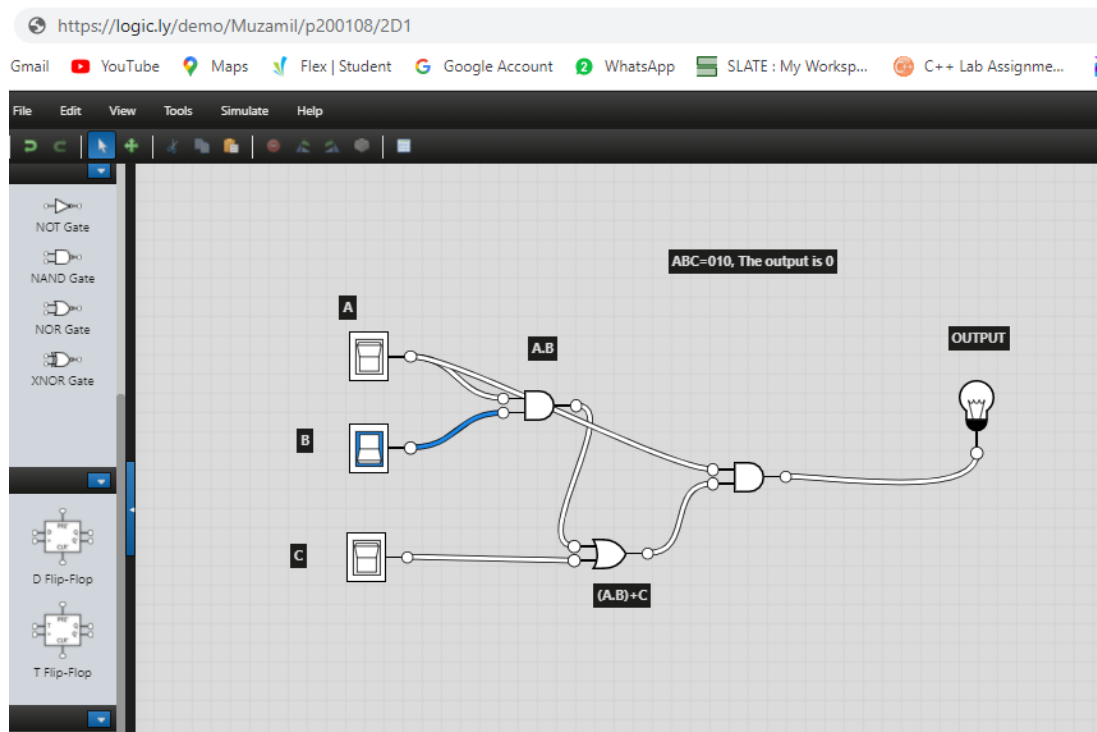 https://logic.ly/demo/Muzamil/p200108/2D1
Gmail YouTube Maps Flex | Student Google Account 2 WhatsApp SLATE : My Worksp... C++ Lab Assignme...
File Edit View Tools Simulate Help
NOT Gate
NAND Gate
NOR Gate
XNOR Gate
D Flip-Flop
T Flip-Flop
ABC=010, The output is 0
A
A.B
OUTPUT
B
C
(A.B)+C